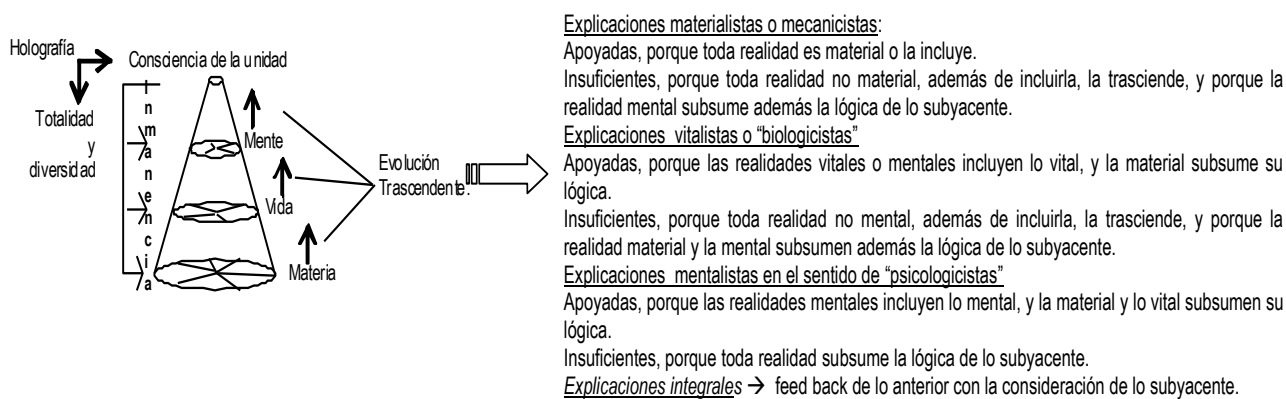 Holografía
Consciencia de la unidad
Totalidad
y
diversidad
I
n
m
a
n
e
n
c
i
a
Mente
Vida
Materia
Evolución
Trascendente:
Explicaciones materialistas o mecanicistas:
Apoyadas, porque toda realidad es material o la incluye.
Insuficientes, porque toda realidad no material, además de incluirla, la trasciende, y porque la
realidad mental subsume además la lógica de lo subyacente.
Explicaciones vitalistas o “biologicistas”
Apoyadas, porque las realidades vitales o mentales incluyen lo vital, y la material subsume su
lógica.
Insuficientes, porque toda realidad no mental, además de incluirla, la trasciende, y porque la
realidad material y la mental subsumen además la lógica de lo subyacente.
Explicaciones mentalistas en el sentido de “psicologicistas”
Apoyadas, porque las realidades mentales incluyen lo mental, y la material y lo vital subsumen su
lógica.
Insuficientes, porque toda realidad subsume la lógica de lo subyacente.
Explicaciones integrales → feed back de lo anterior con la consideración de lo subyacente.